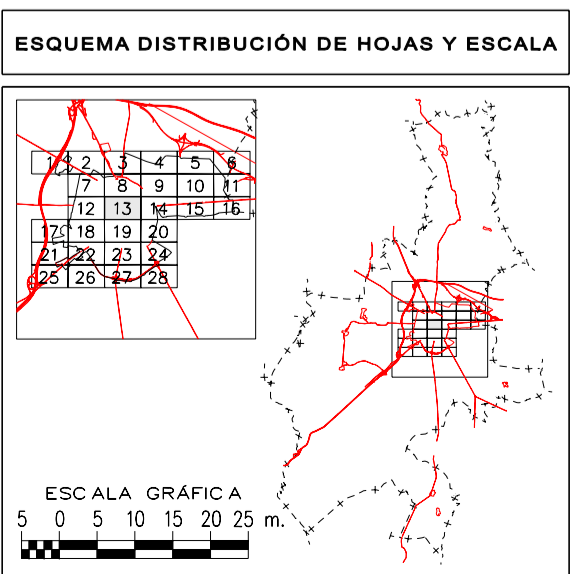 ESQUEMA DISTRIBUCIÓN DE HOJAS Y ESCALA
1 2 3 4 5 6
7 8 9 10 11
12 13 14 15 16
17 18 19 20
21 22 23 24
25 26 27 28
ESCALA GRÁFICA
5 0 5 10 15 20 25 m.